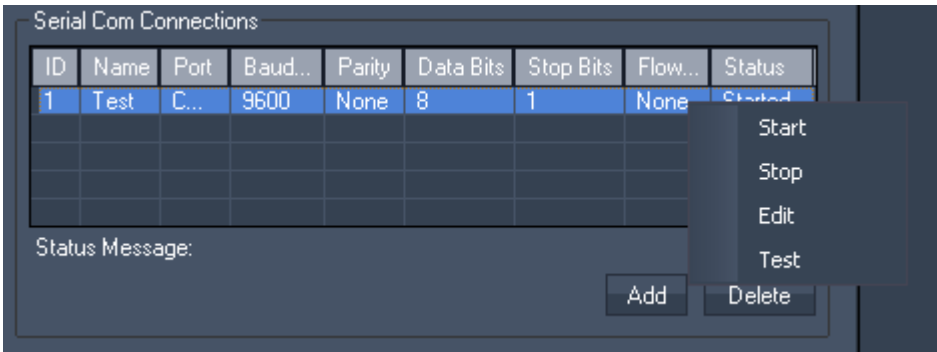 Serial Com Connections
ID Name Port Baud... Parity Data Bits Stop Bits Flow... Status
1 Test C... 9600 None 8 1 None Started
Start
Stop
Edit
Test
Status Message:
Add Delete